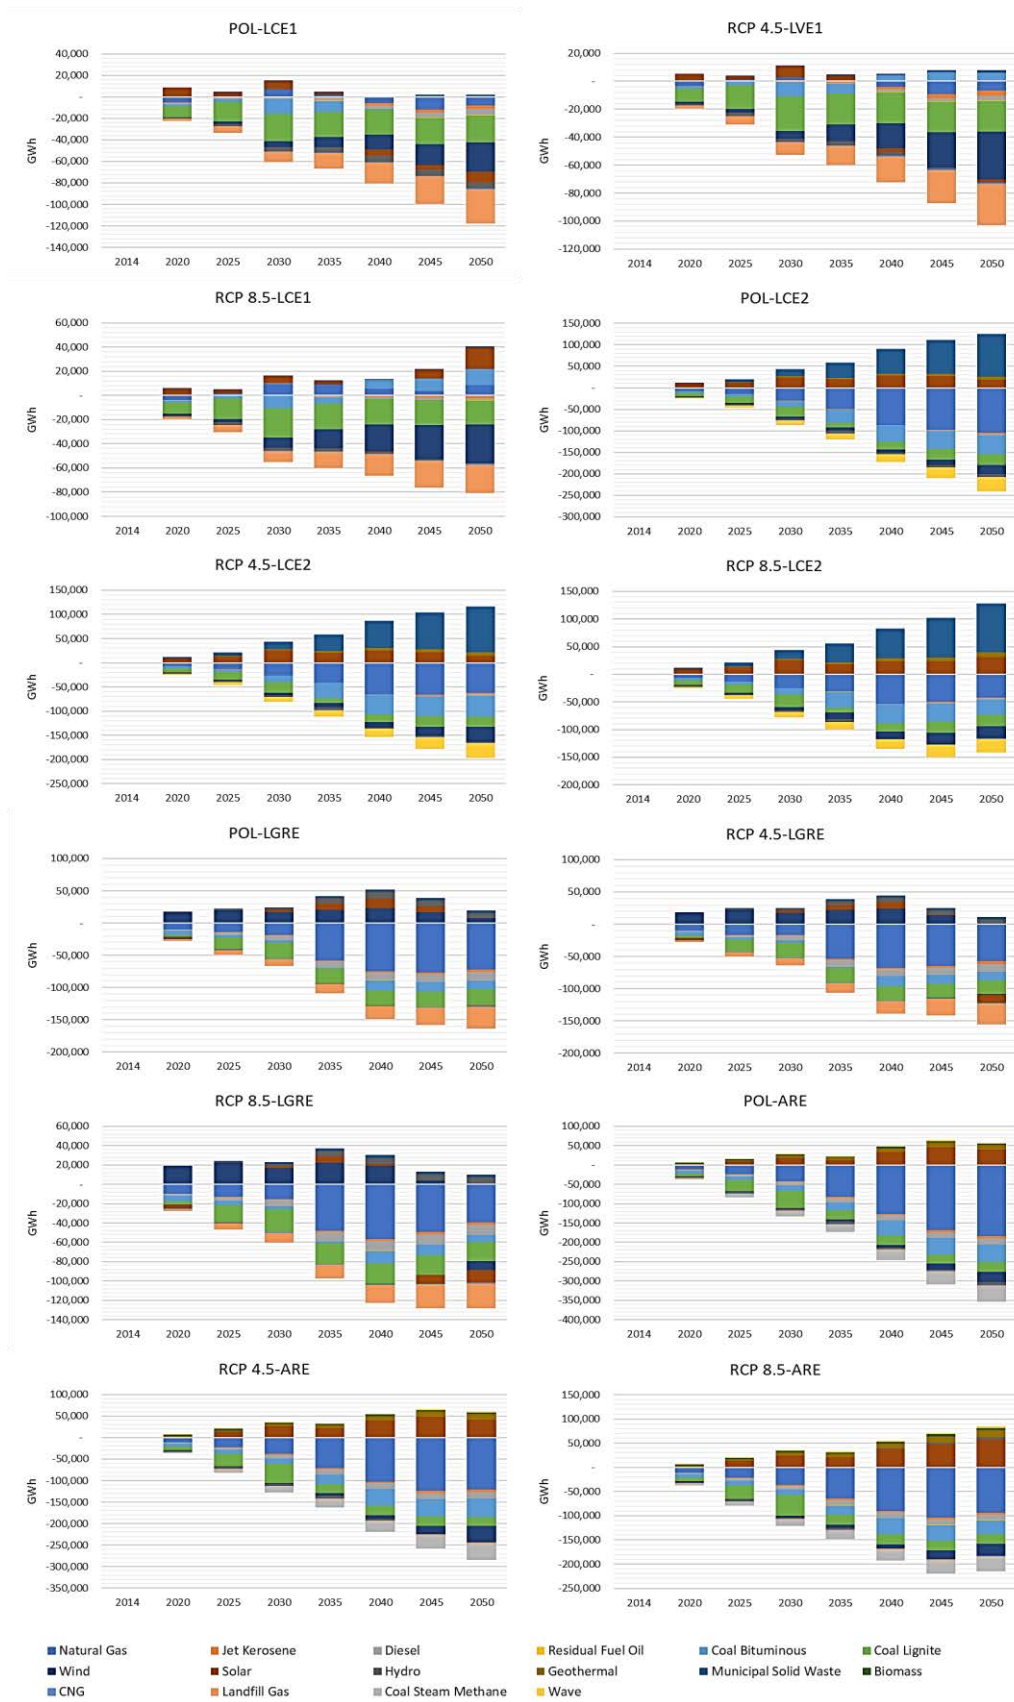 POL-LCE1
40,000
20,000
-
-20,000
-40,000
-60,000
-80,000
-100,000
-120,000
-140,000
GWh
2014 2020 2025 2030 2035 2040 2045 2050
RCP 4.5-LVE1
20,000
-
-20,000
-40,000
-60,000
-80,000
-100,000
-120,000
GWh
2014 2020 2025 2030 2035 2040 2045 2050
RCP 8.5-LCE1
60,000
40,000
20,000
-
-20,000
-40,000
-60,000
-80,000
-100,000
GWh
2014 2020 2025 2030 2035 2040 2045 2050
POL-LCE2
150,000
100,000
50,000
-
-50,000
-100,000
-150,000
-200,000
-250,000
-300,000
GWh
2014 2020 2025 2030 2035 2040 2045 2050
RCP 4.5-LCE2
150,000
100,000
50,000
-
-50,000
-100,000
-150,000
-200,000
-250,000
GWh
2014 2020 2025 2030 2035 2040 2045 2050
RCP 8.5-LCE2
150,000
100,000
50,000
-
-50,000
-100,000
-150,000
-200,000
GWh
2014 2020 2025 2030 2035 2040 2045 2050
POL-LGRE
100,000
50,000
-
-50,000
-100,000
-150,000
-200,000
GWh
2014 2020 2025 2030 2035 2040 2045 2050
RCP 4.5-LGRE
100,000
50,000
-
-50,000
-100,000
-150,000
-200,000
GWh
2014 2020 2025 2030 2035 2040 2045 2050
RCP 8.5-LGRE
60,000
40,000
20,000
-
-20,000
-40,000
-60,000
-80,000
-100,000
-120,000
-140,000
GWh
2014 2020 2025 2030 2035 2040 2045 2050
POL-ARE
100,000
50,000
-
-50,000
-100,000
-150,000
-200,000
-250,000
-300,000
-350,000
-400,000
GWh
2014 2020 2025 2030 2035 2040 2045 2050
RCP 4.5-ARE
100,000
50,000
-
-50,000
-100,000
-150,000
-200,000
-250,000
-300,000
-350,000
GWh
2014 2020 2025 2030 2035 2040 2045 2050
RCP 8.5-ARE
150,000
100,000
50,000
-
-50,000
-100,000
-150,000
-200,000
-250,000
GWh
2014 2020 2025 2030 2035 2040 2045 2050
Natural Gas Jet Kerosene Diesel Residual Fuel Oil Coal Bituminous Coal Lignite
Wind Solar Hydro Geothermal Municipal Solid Waste Biomass
CNG Landfill Gas Coal Steam Methane Wave